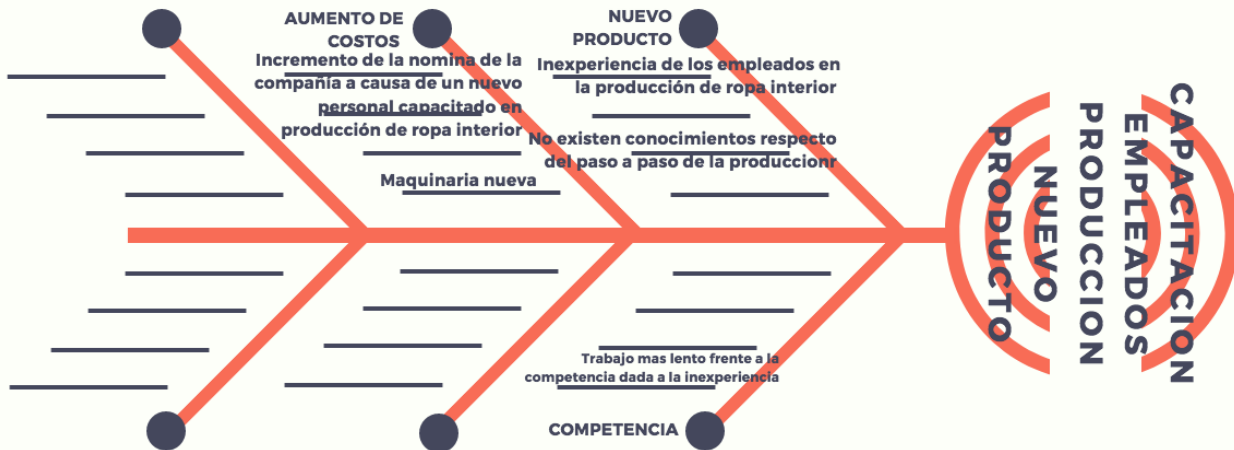 AUMENTO DE
COSTOS
Incremento de la nomina de la
compañía a causa de un nuevo
personal capacitado en
producción de ropa interior
Maquinaria nueva
NUEVO
PRODUCTO
Inexperiencia de los empleados en
la producción de ropa interior
No existen conocimientos respecto
del paso a paso de la produccionr
Trabajo mas lento frente a la
competencia dada a la inexperiencia
COMPETENCIA
CAPACITACION
EMPLEADOS
PRODUCCION
NUEVO
PRODUCTO